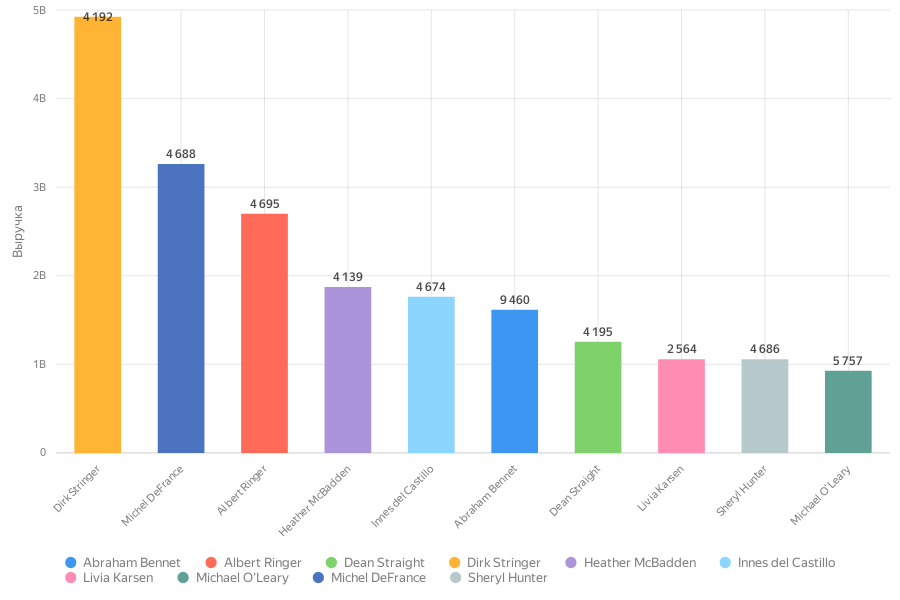 5B
4 192
4B
4 688
3B
4 695
Выручка
2B
4 139
4 674
9 460
4 195
1B
2 564
4 686
5 757
0
Dirk Stringer
Michel DeFrance
Albert Ringer
Heather McBadden
Innes del Castillo
Abraham Bennet
Dean Straight
Livia Karsen
Sheryl Hunter
Michael O'Leary
Abraham Bennet Albert Ringer Dean Straight Dirk Stringer Heather McBadden Innes del Castillo
Livia Karsen Michael O'Leary Michel DeFrance Sheryl Hunter